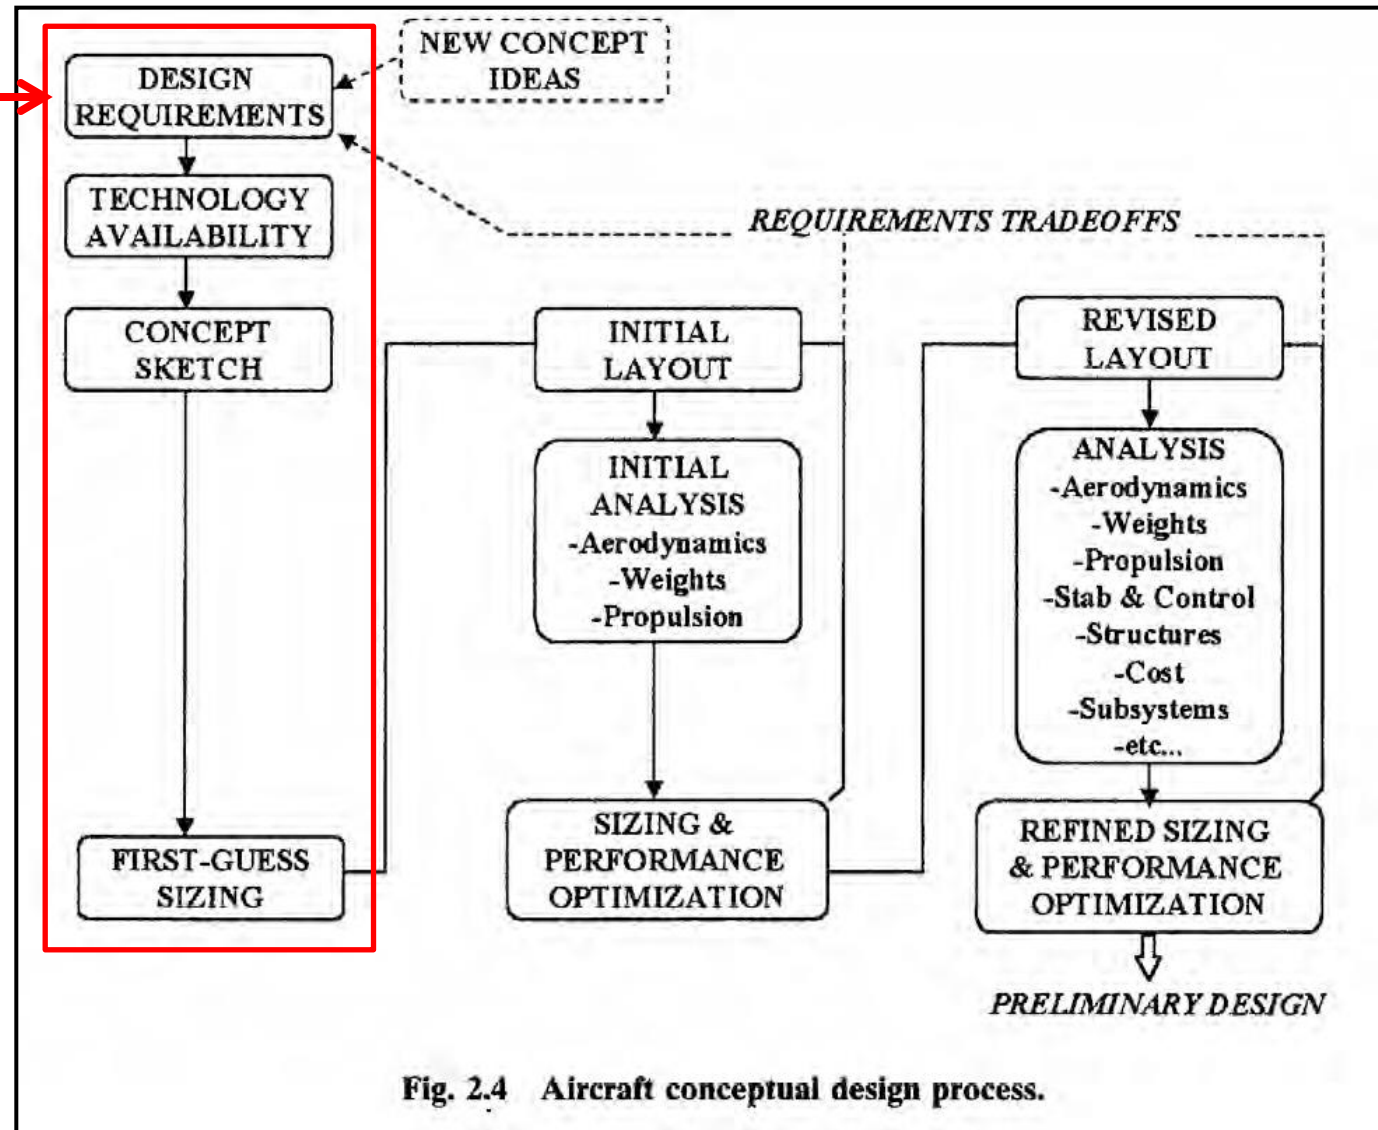 DESIGN
REQUIREMENTS
NEW CONCEPT
IDEAS
TECHNOLOGY
AVAILABILITY
REQUIREMENTS TRADEOFFS
CONCEPT
SKETCH
FIRST-GUESS
SIZING
INITIAL
LAYOUT
INITIAL
ANALYSIS
-Aerodynamics
-Weights
-Propulsion
SIZING &
PERFORMANCE
OPTIMIZATION
REVISED
LAYOUT
ANALYSIS
-Aerodynamics
-Weights
-Propulsion
-Stab & Control
-Structures
-Cost
-Subsystems
-etc...
REFINED SIZING
& PERFORMANCE
OPTIMIZATION
PRELIMINARY DESIGN
Fig. 2.4 Aircraft conceptual design process.